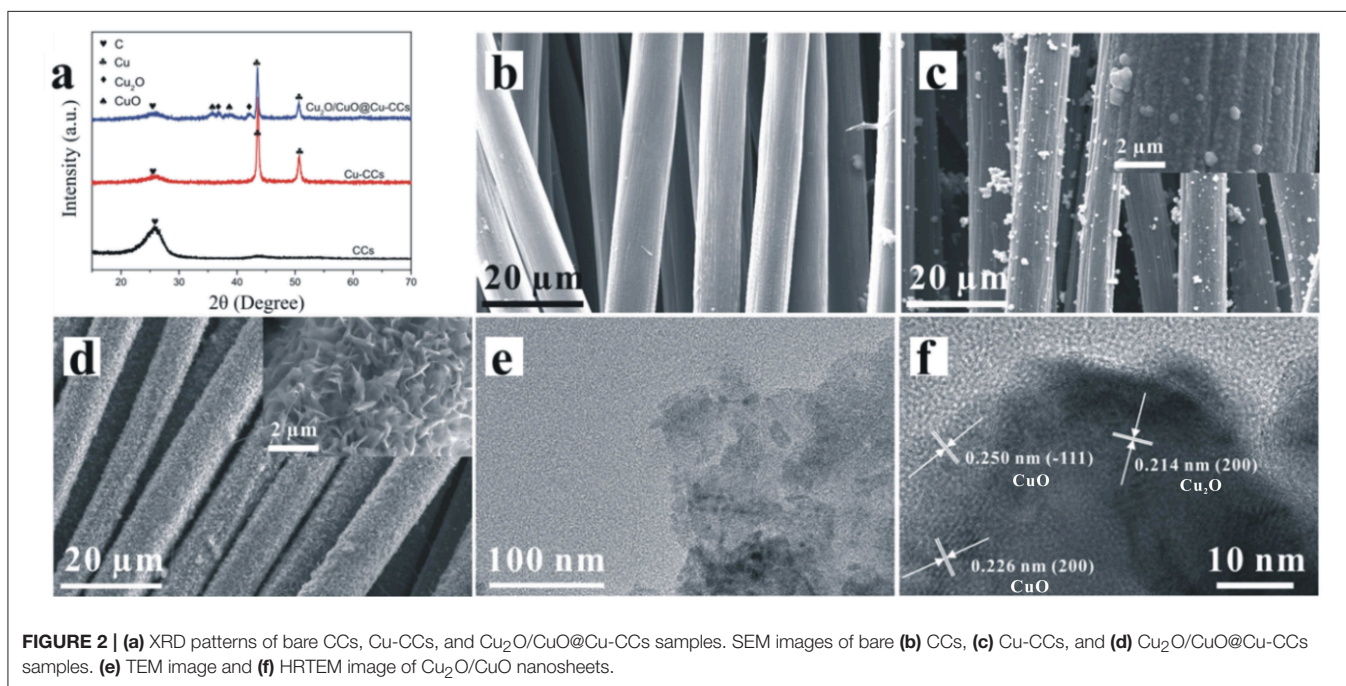 a
♥ C
♣ Cu
♦ Cu₂O
♠ CuO
Cu₂O/CuO@Cu-CCs
Cu-CCs
CCs
Intensity (a.u.)
20 30 40 50 60 70
2θ (Degree)
b
20 μm
c
2 μm
20 μm
d
2 μm
20 μm
e
100 nm
f
0.250 nm (-111)
CuO
0.214 nm (200)
Cu₂O
0.226 nm (200)
CuO
10 nm
FIGURE 2 | (a) XRD patterns of bare CCs, Cu-CCs, and Cu₂O/CuO@Cu-CCs samples. SEM images of bare (b) CCs, (c) Cu-CCs, and (d) Cu₂O/CuO@Cu-CCs
samples. (e) TEM image and (f) HRTEM image of Cu₂O/CuO nanosheets.